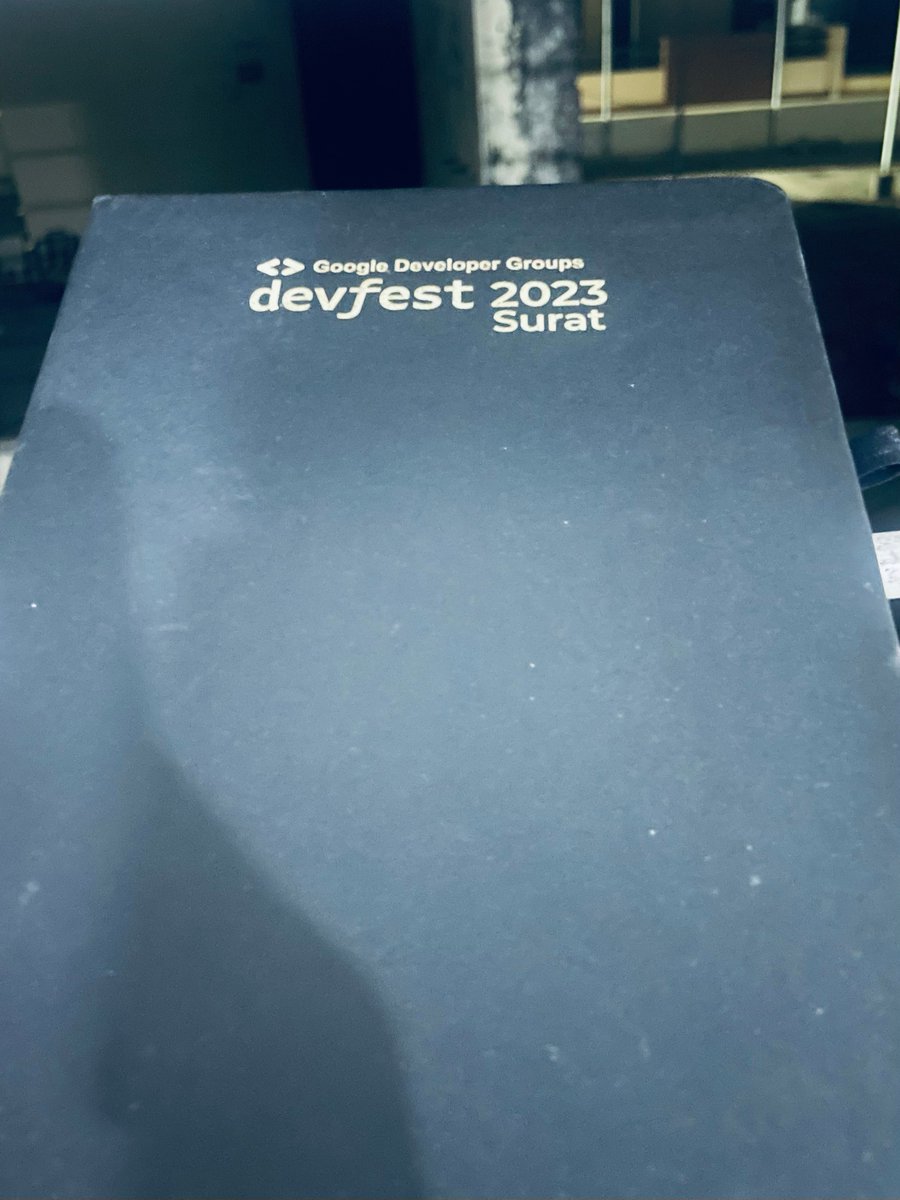 <> Google Developer Groups
devfest 2023
Surat